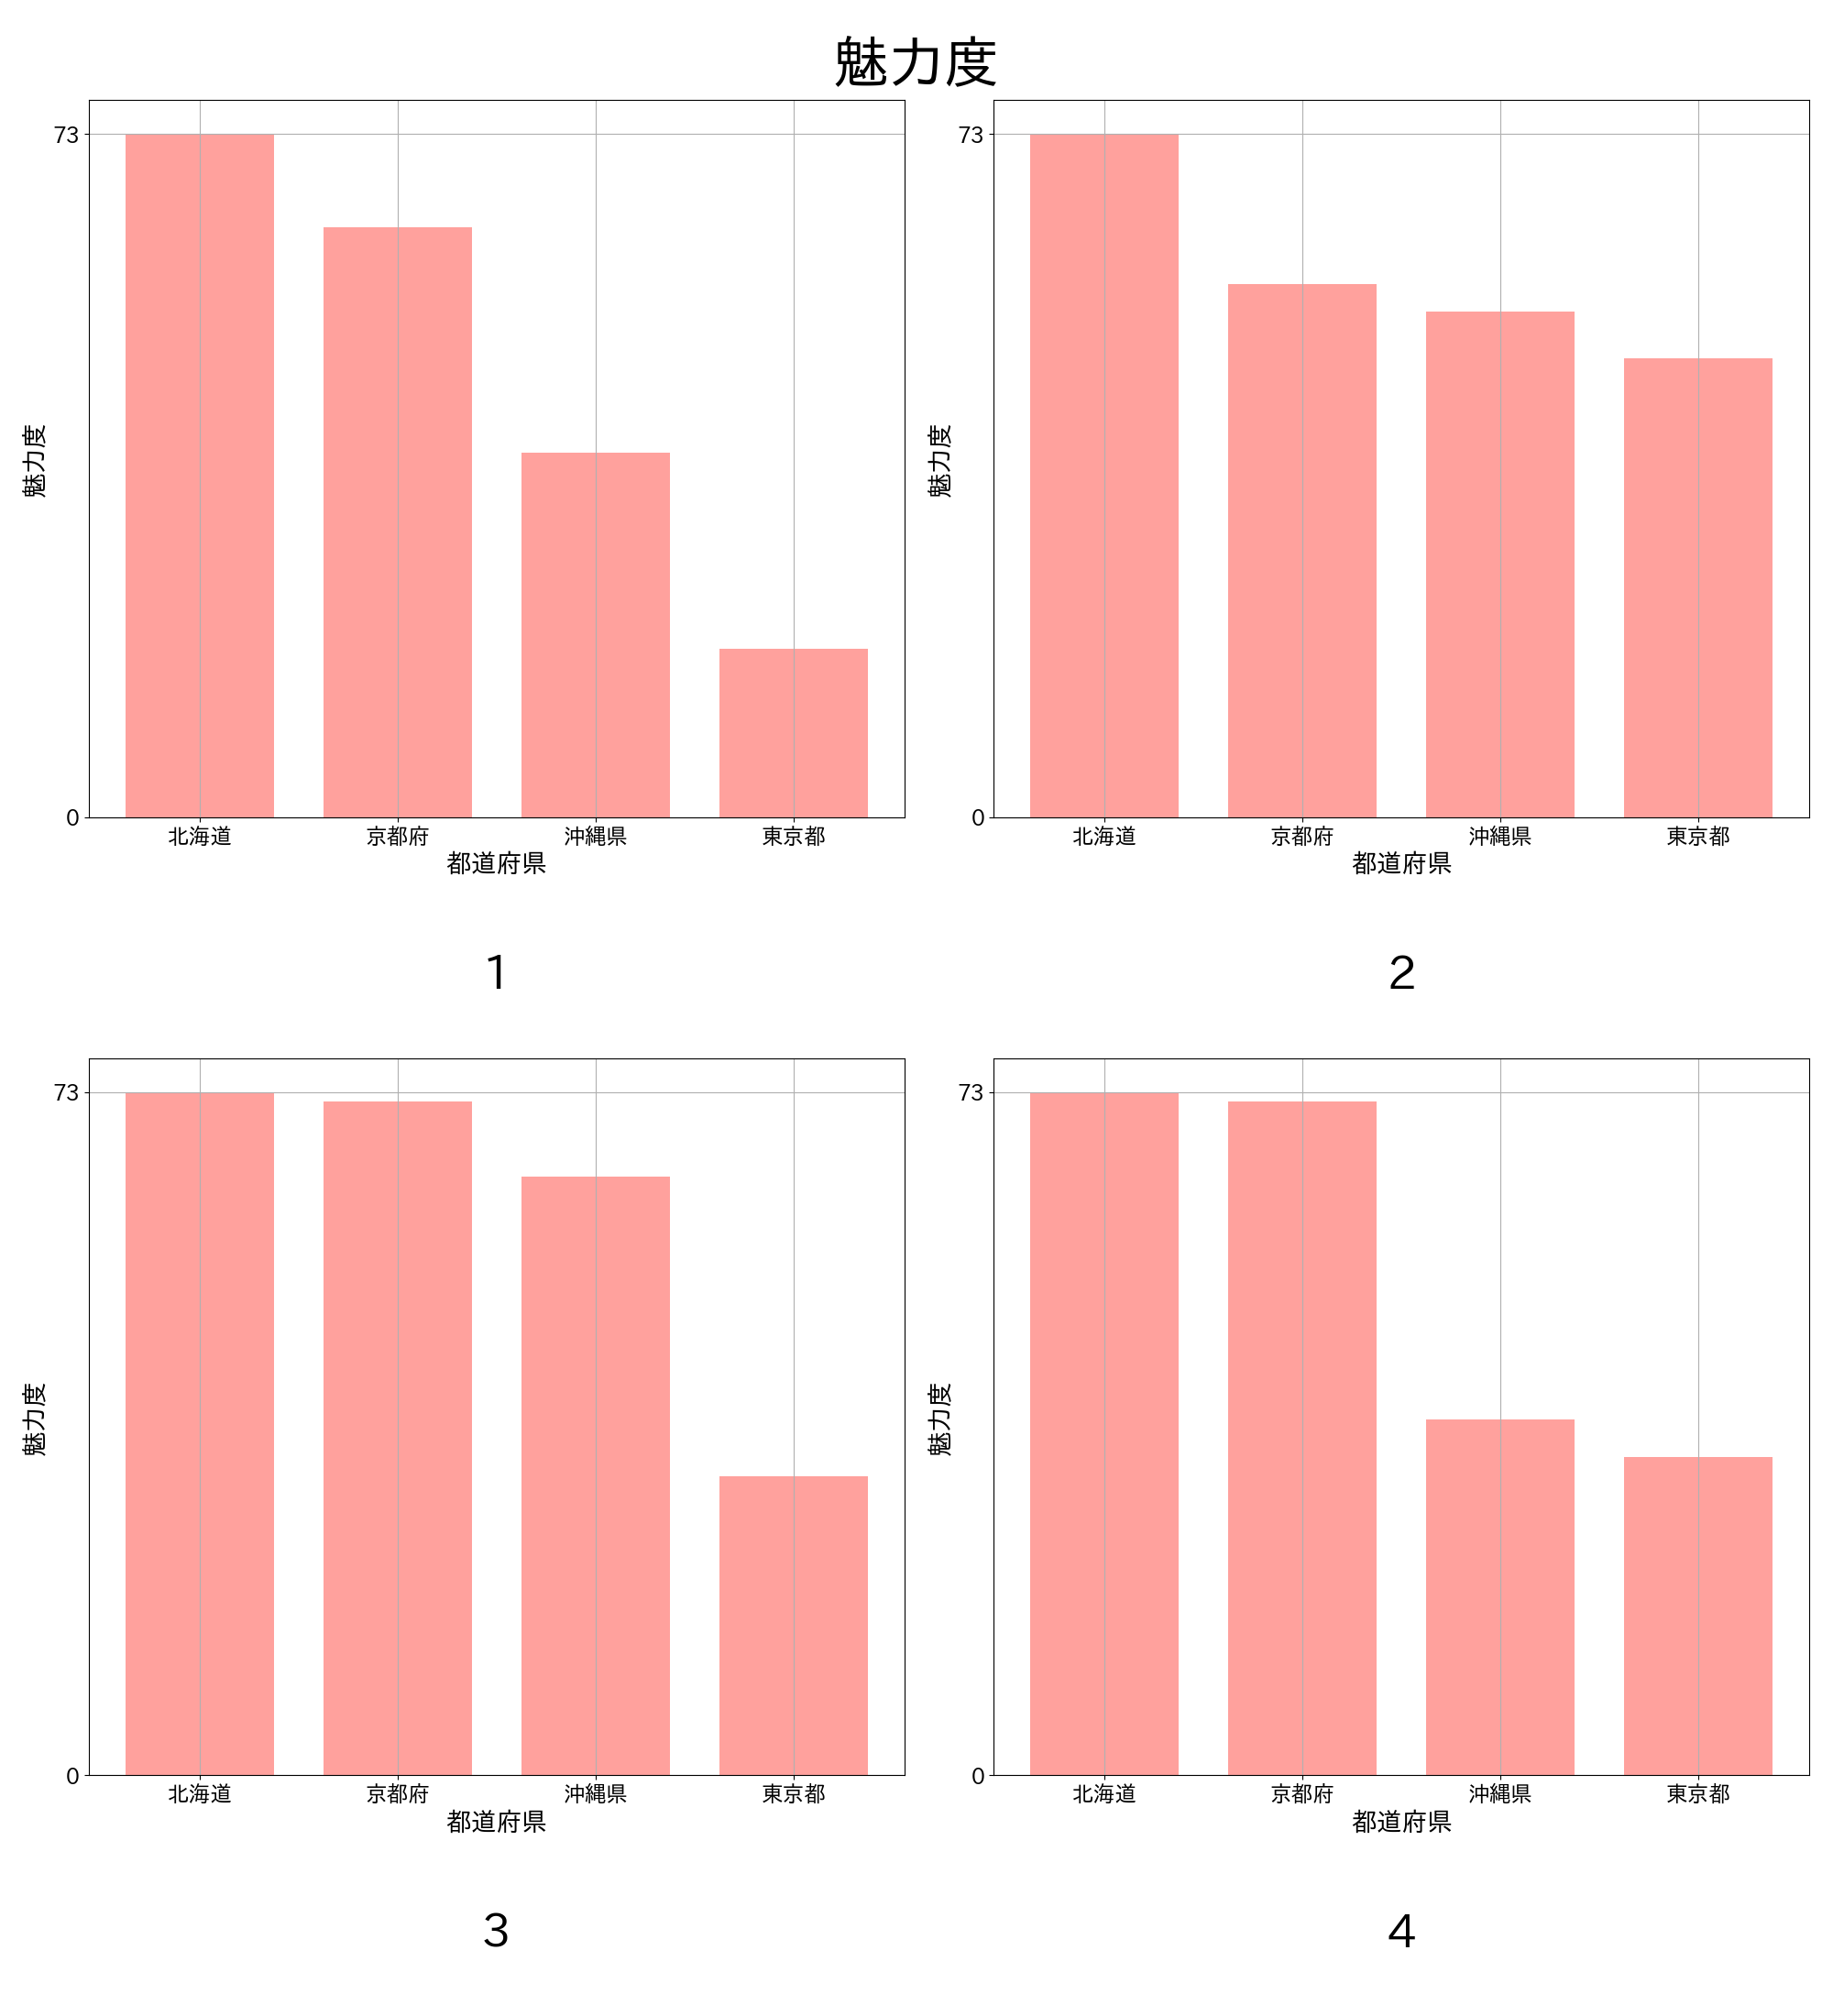 魅力度
73
0
魅力度
北海道 京都府 沖縄県 東京都
都道府県
1
73
0
魅力度
北海道 京都府 沖縄県 東京都
都道府県
2
73
0
魅力度
北海道 京都府 沖縄県 東京都
都道府県
3
73
0
魅力度
北海道 京都府 沖縄県 東京都
都道府県
4